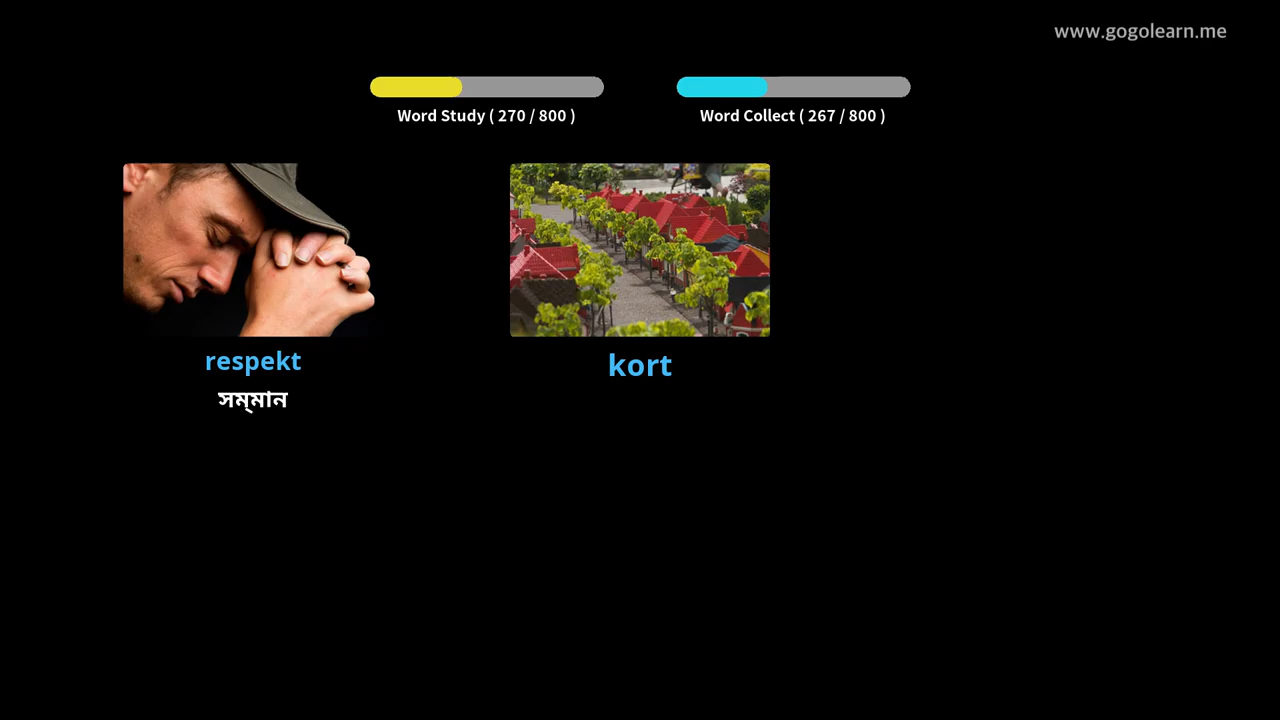 www.gogolearn.me
Word Study ( 270 / 800 )
Word Collect ( 267 / 800 )
respekt
kort
সম্মান